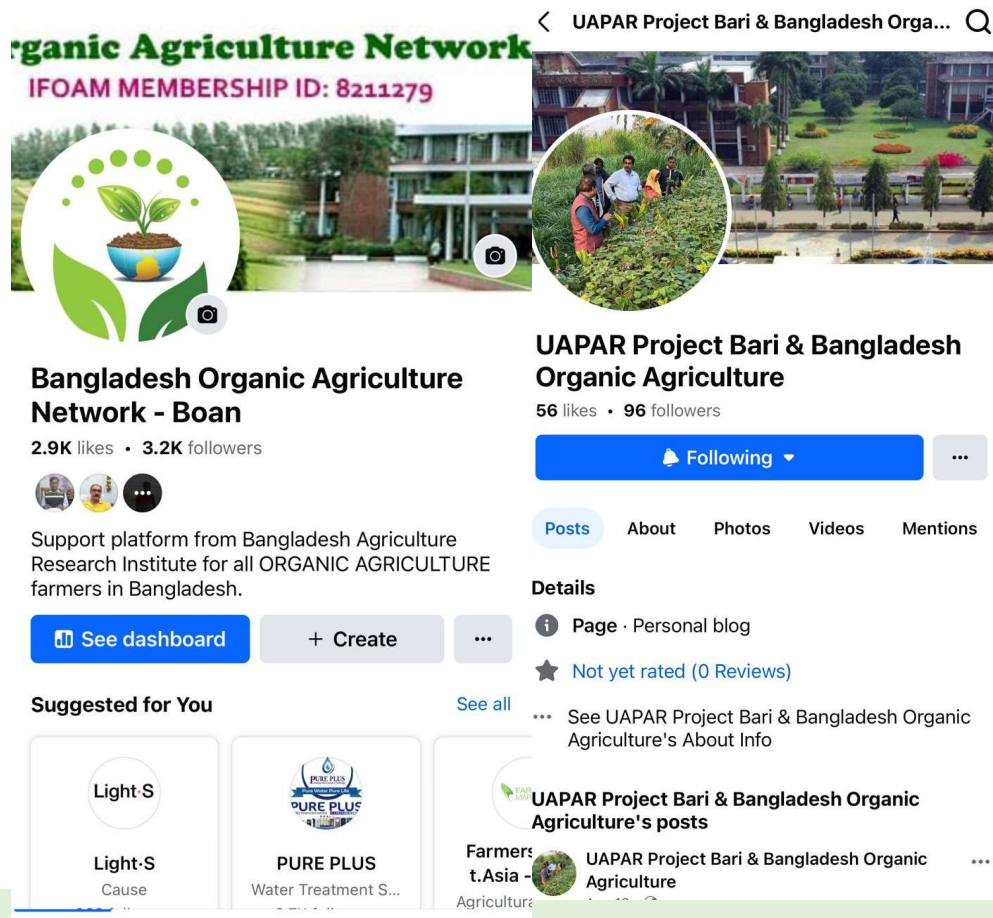 rganic Agriculture Network
IFOAM MEMBERSHIP ID: 8211279
Bangladesh Organic Agriculture
Network - Boan
2.9K likes • 3.2K followers
Support platform from Bangladesh Agriculture
Research Institute for all ORGANIC AGRICULTURE
farmers in Bangladesh.
See dashboard
+ Create
Suggested for You
See all
Light·S
Light·S
Cause
PURE PLUS
Pure Water Pure Life
PURE PLUS
PURE PLUS
Water Treatment S...
Farmers
t.Asia -
Agricultura
UAPAR Project Bari & Bangladesh Orga...
UAPAR Project Bari & Bangladesh
Organic Agriculture
56 likes • 96 followers
Following
Posts
About
Photos
Videos
Mentions
Details
Page · Personal blog
Not yet rated (0 Reviews)
See UAPAR Project Bari & Bangladesh Organic
Agriculture's About Info
UAPAR Project Bari & Bangladesh Organic
Agriculture's posts
UAPAR Project Bari & Bangladesh Organic
Agriculture